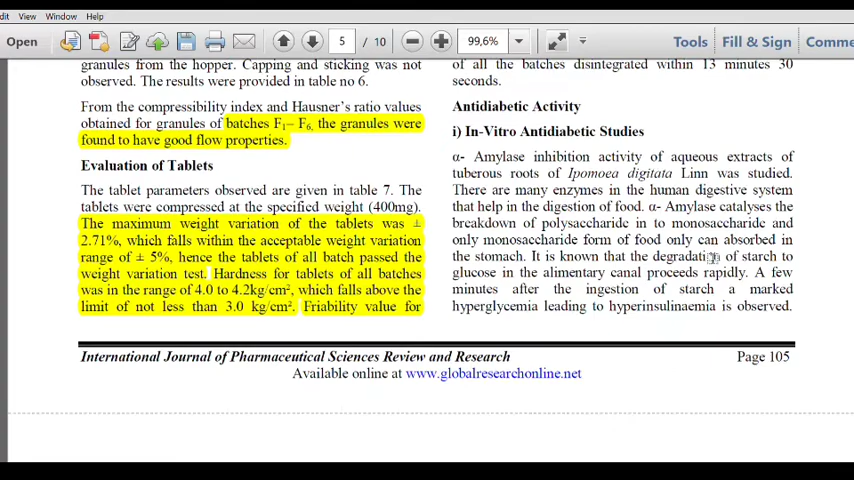 dit View Window Help
Open 5 / 10 99,6% Tools Fill & Sign Comme
granules from the hopper. Capping and sticking was not
observed. The results were provided in table no 6.
From the compressibility index and Hausner's ratio values
obtained for granules of batches F1– F6, the granules were
found to have good flow properties.
Evaluation of Tablets
The tablet parameters observed are given in table 7. The
tablets were compressed at the specified weight (400mg).
The maximum weight variation of the tablets was ±
2.71%, which falls within the acceptable weight variation
range of ± 5%, hence the tablets of all batch passed the
weight variation test. Hardness for tablets of all batches
was in the range of 4.0 to 4.2kg/cm², which falls above the
limit of not less than 3.0 kg/cm². Friability value for
of all the batches disintegrated within 13 minutes 30
seconds.
Antidiabetic Activity
i) In-Vitro Antidiabetic Studies
α- Amylase inhibition activity of aqueous extracts of
tuberous roots of Ipomoea digitata Linn was studied.
There are many enzymes in the human digestive system
that help in the digestion of food. α- Amylase catalyses the
breakdown of polysaccharide in to monosaccharide and
only monosaccharide form of food only can absorbed in
the stomach. It is known that the degradation of starch to
glucose in the alimentary canal proceeds rapidly. A few
minutes after the ingestion of starch a marked
hyperglycemia leading to hyperinsulinaemia is observed.
International Journal of Pharmaceutical Sciences Review and Research Page 105
Available online at www.globalresearchonline.net